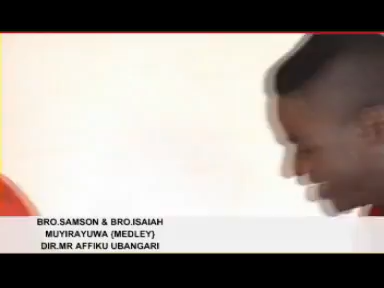 BRO.SAMSON & BRO.ISAIAH
MUYIRAYUWA {MEDLEY}
DIR.MR AFFIKU UBANGARI